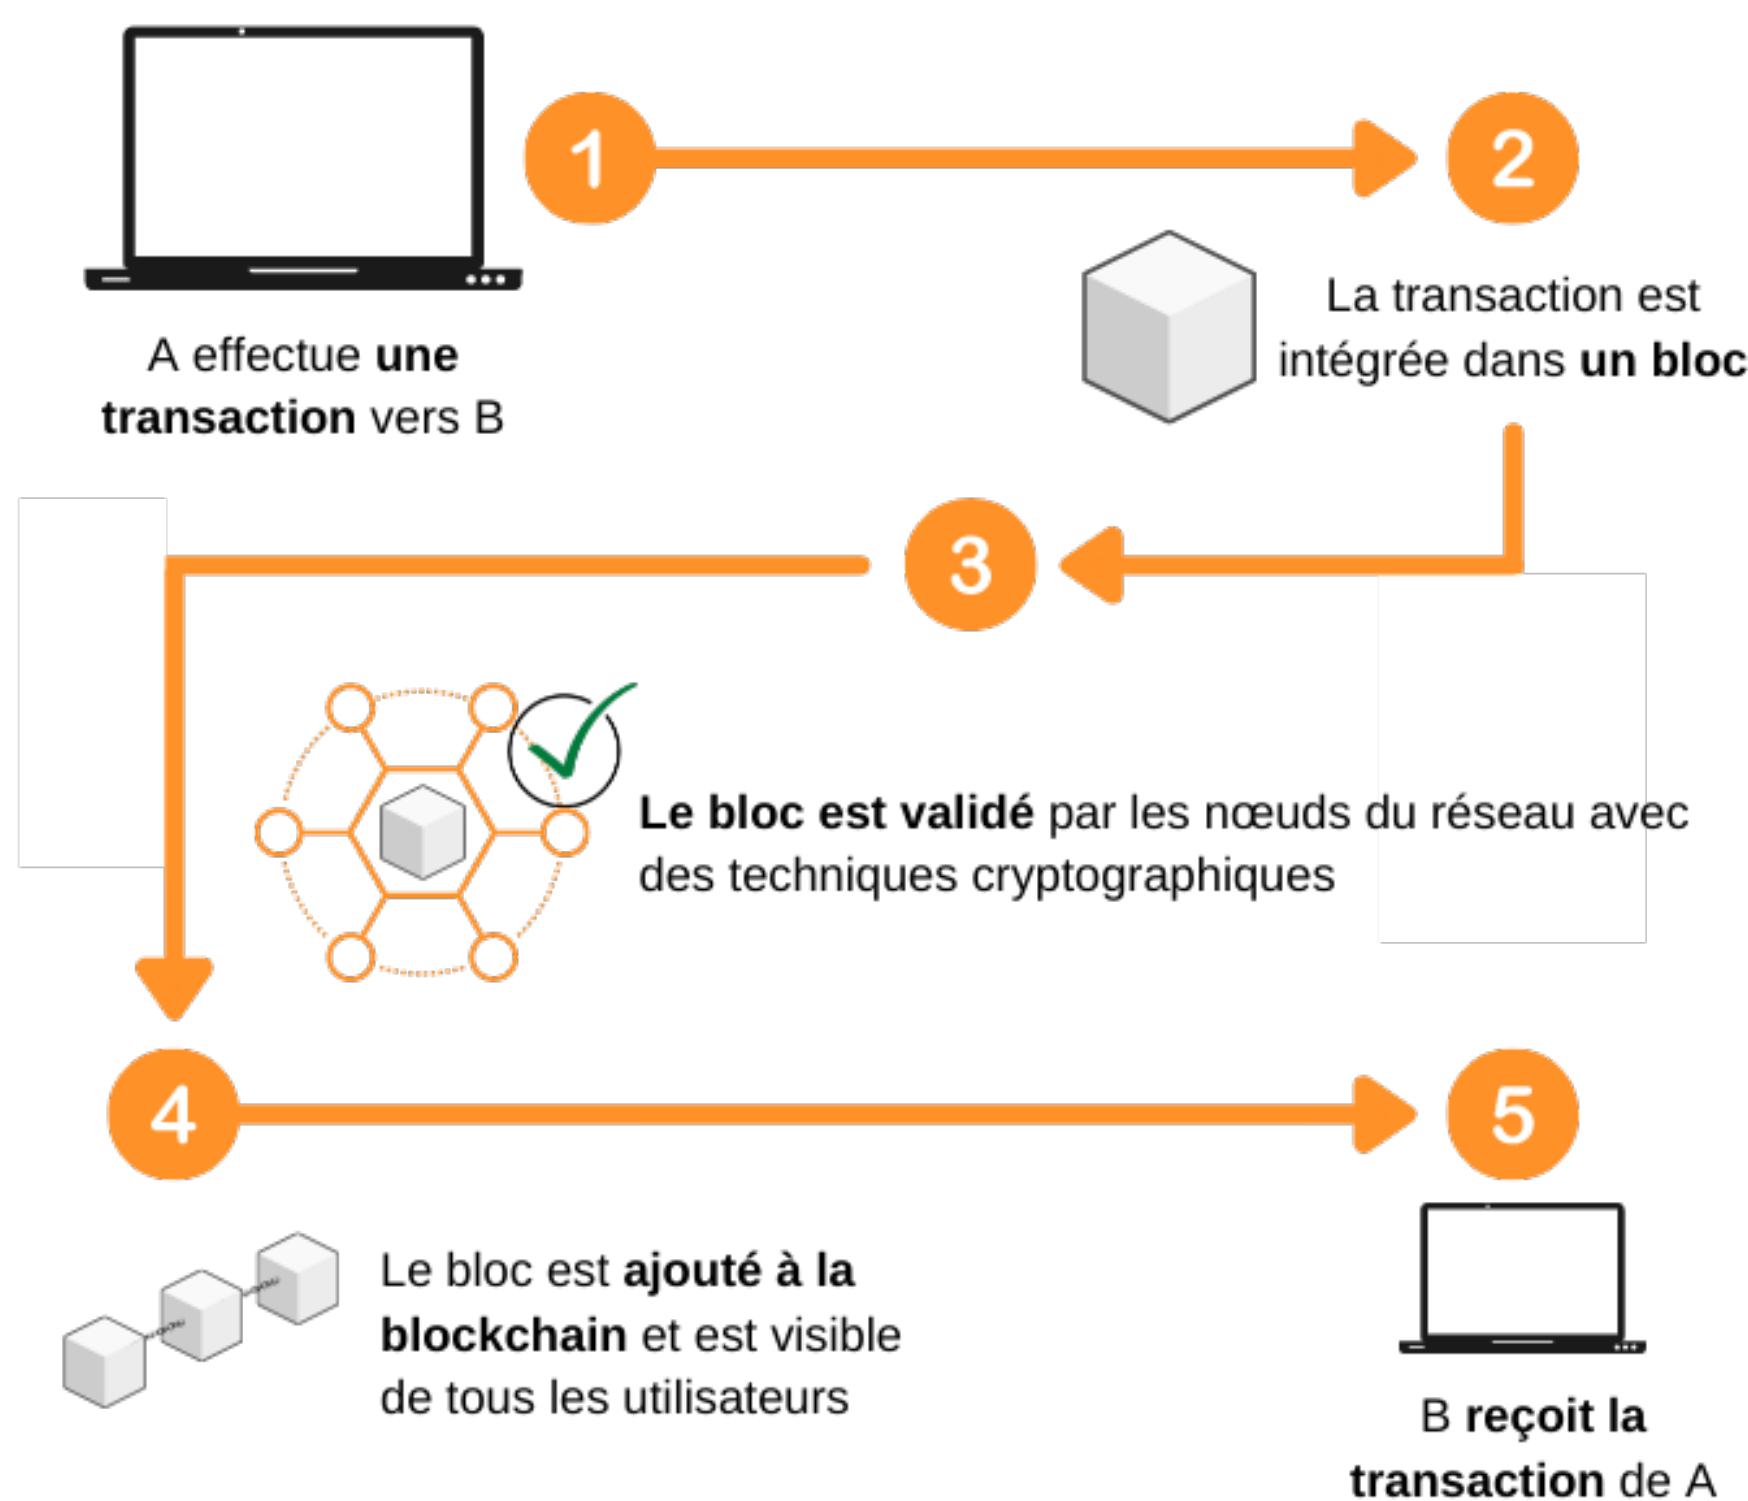 1
2
A effectue une
transaction vers B
La transaction est
intégrée dans un bloc
3
Le bloc est validé par les nœuds du réseau avec
des techniques cryptographiques
4
5
Le bloc est ajouté à la
blockchain et est visible
de tous les utilisateurs
B reçoit la
transaction de A